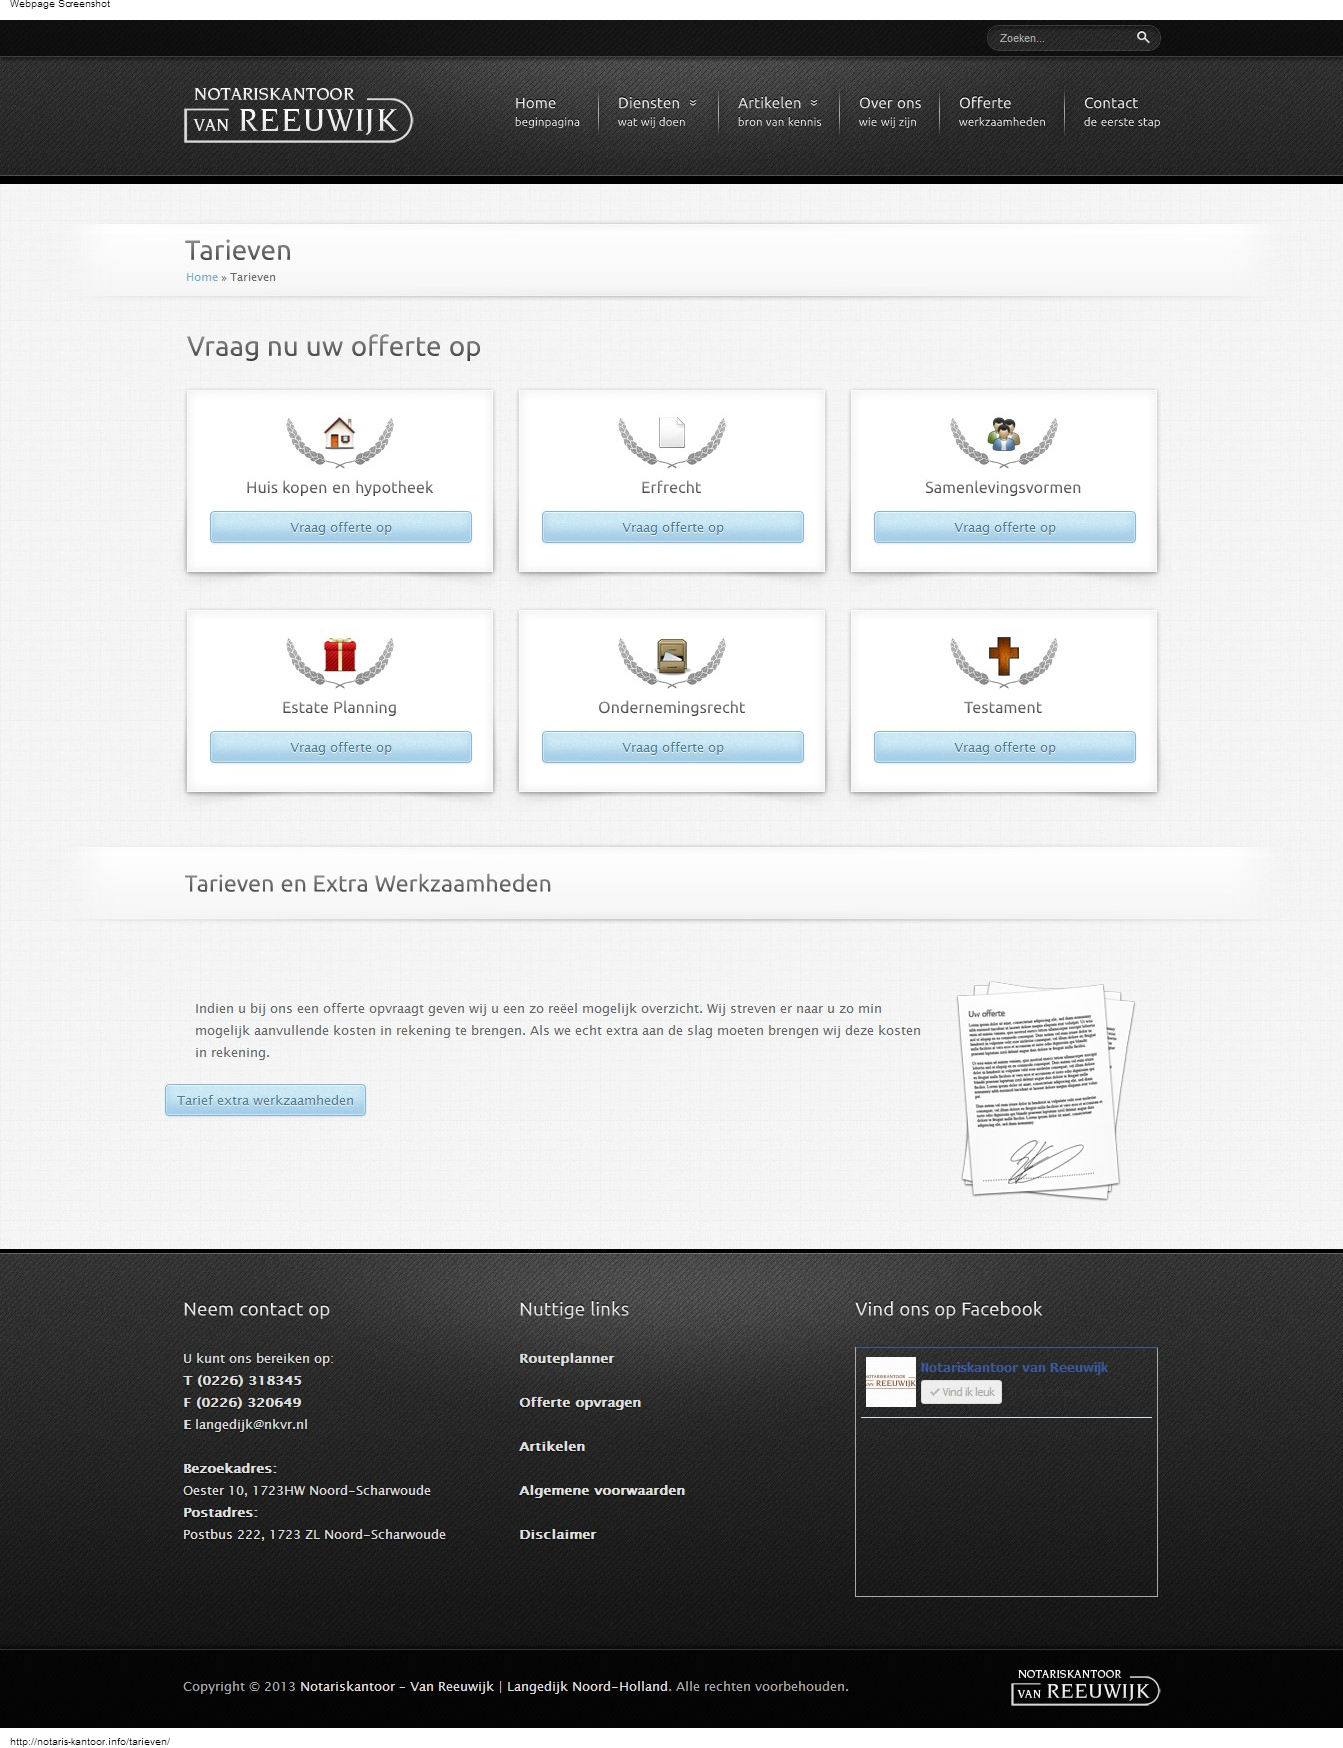 Webpage Screenshot
Zoeken...
NOTARISKANTOOR
VAN REEUWIJK
Home
beginpagina
Diensten
wat wij doen
Artikelen
bron van kennis
Over ons
wie wij zijn
Offerte
werkzaamheden
Contact
de eerste stap
Tarieven
Home » Tarieven
Vraag nu uw offerte op
Huis kopen en hypotheek
Vraag offerte op
Erfrecht
Vraag offerte op
Samenlevingsvormen
Vraag offerte op
Estate Planning
Vraag offerte op
Ondernemingsrecht
Vraag offerte op
Testament
Vraag offerte op
Tarieven en Extra Werkzaamheden
Indien u bij ons een offerte opvraagt geven wij u een zo reëel mogelijk overzicht. Wij streven er naar u zo min
mogelijk aanvullende kosten in rekening te brengen. Als we echt extra aan de slag moeten brengen wij deze kosten
in rekening.
Tarief extra werkzaamheden
Uw offerte
Neem contact op
U kunt ons bereiken op:
T (0226) 318345
F (0226) 320649
E langedijk@nkvr.nl
Bezoekadres:
Oester 10, 1723HW Noord-Scharwoude
Postadres:
Postbus 222, 1723 ZL Noord-Scharwoude
Nuttige links
Routeplanner
Offerte opvragen
Artikelen
Algemene voorwaarden
Disclaimer
Vind ons op Facebook
NOTARISKANTOOR
VAN REEUWIJK
Notariskantoor van Reeuwijk
Vind ik leuk
Copyright © 2013 Notariskantoor - Van Reeuwijk | Langedijk Noord-Holland. Alle rechten voorbehouden.
NOTARISKANTOOR
VAN REEUWIJK
http://notaris-kantoor.info/tarieven/